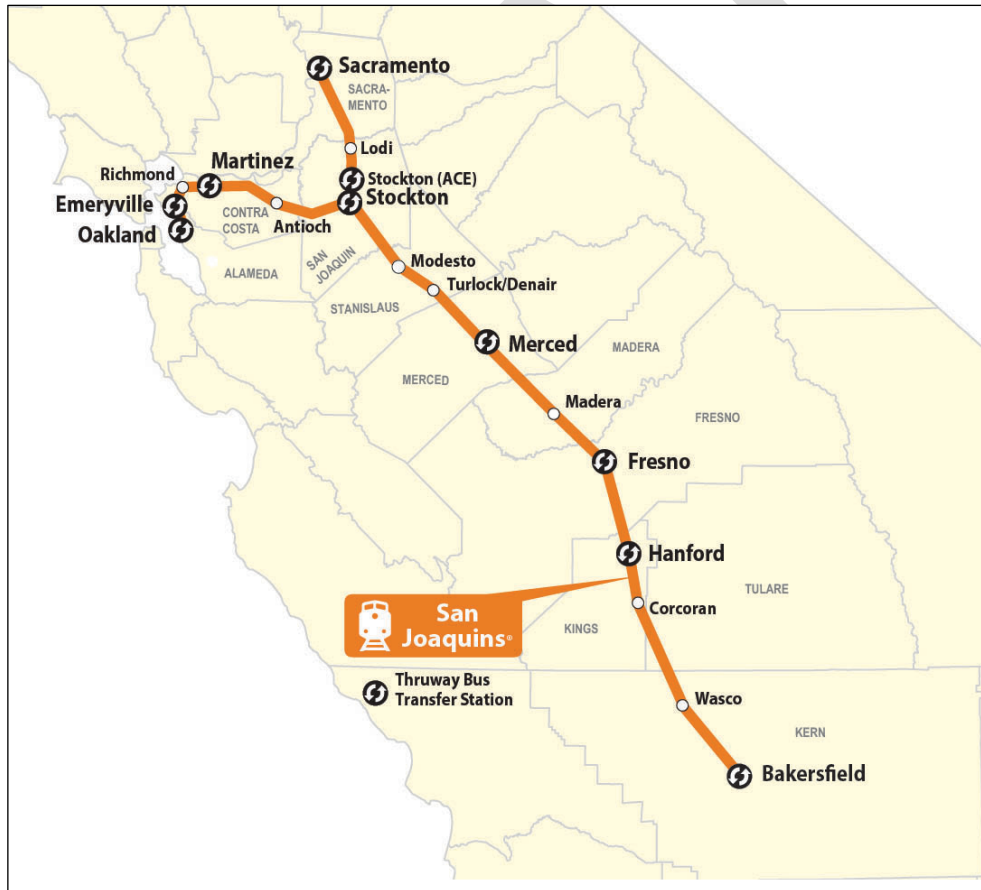 Sacramento
SACRA-
MENTO
Lodi
Martinez
Richmond
Stockton (ACE)
Stockton
Emeryville
CONTRA
COSTA
Antioch
Oakland
SAN
JOAQUIN
ALAMEDA
Modesto
Turlock/Denair
STANISLAUS
Merced
MADERA
MERCED
Madera
FRESNO
Fresno
Hanford
TULARE
Corcoran
San
Joaquins®
KINGS
Thruway Bus
Transfer Station
Wasco
KERN
Bakersfield